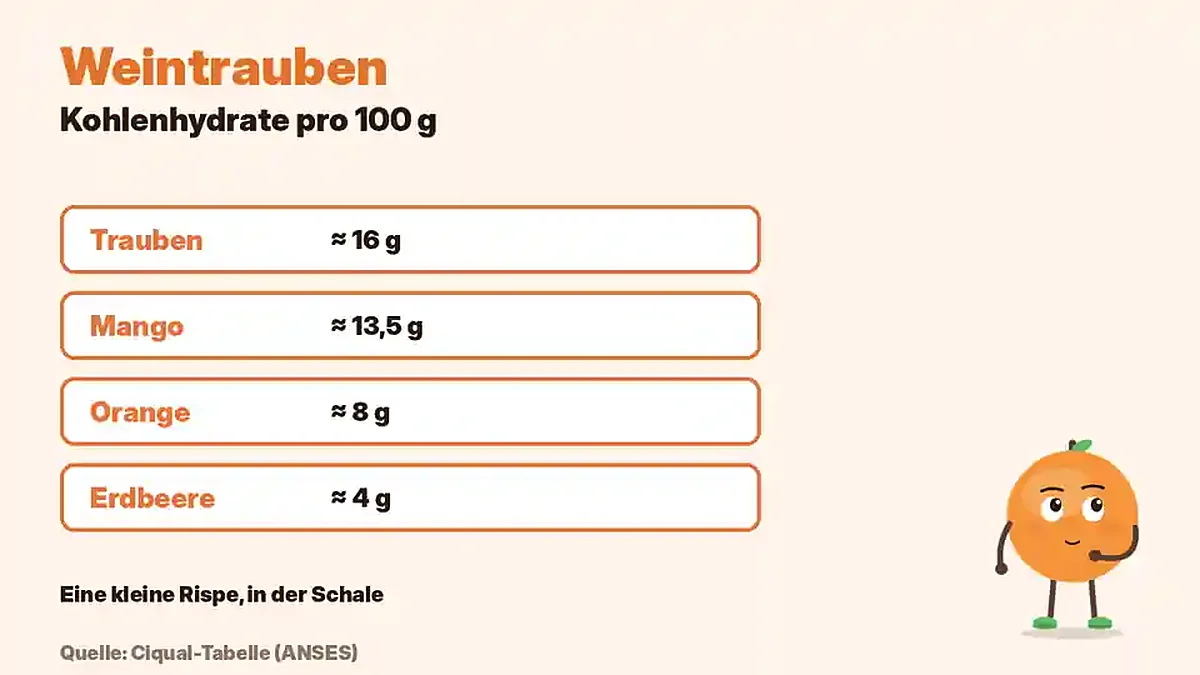 Weintrauben
Kohlenhydrate pro 100 g
Trauben ≈ 16 g
Mango ≈ 13,5 g
Orange ≈ 8 g
Erdbeere ≈ 4 g
Eine kleine Rispe, in der Schale
Quelle: Ciqual-Tabelle (ANSES)